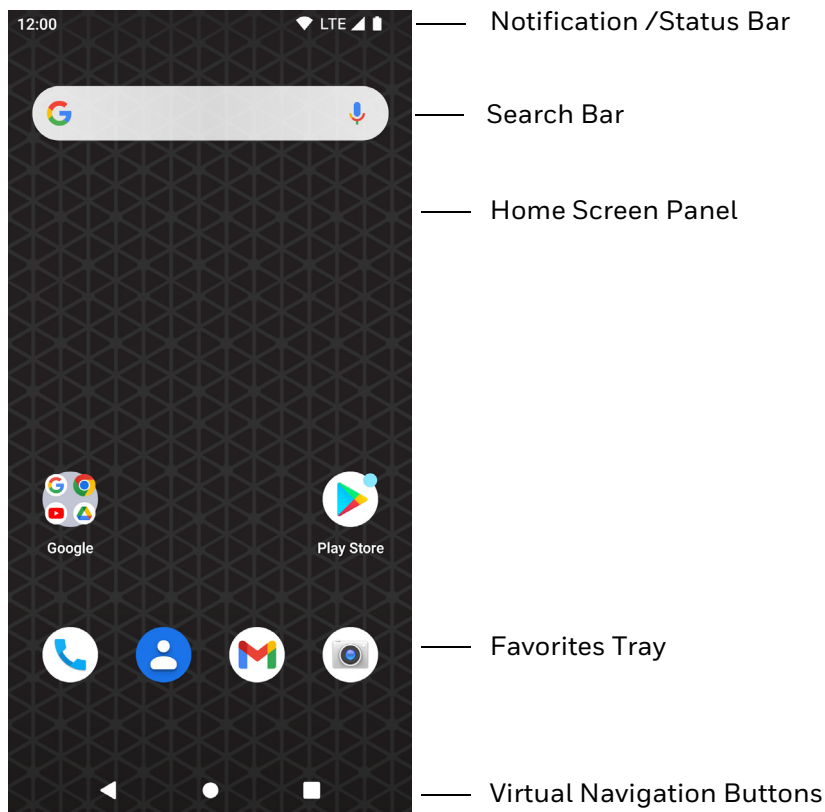 12:00 LTE
Notification /Status Bar
Search Bar
Home Screen Panel
Google
Play Store
Favorites Tray
Virtual Navigation Buttons